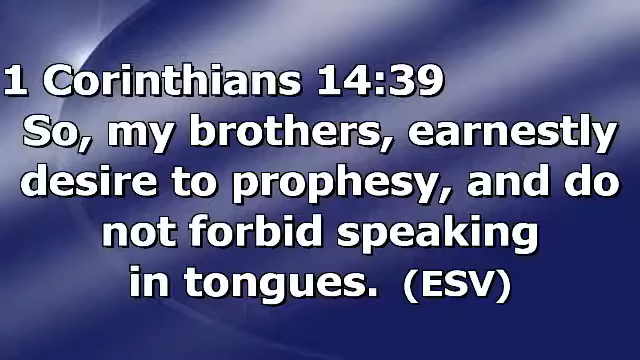 1 Corinthians 14:39
So, my brothers, earnestly
desire to prophesy, and do
not forbid speaking
in tongues. (ESV)